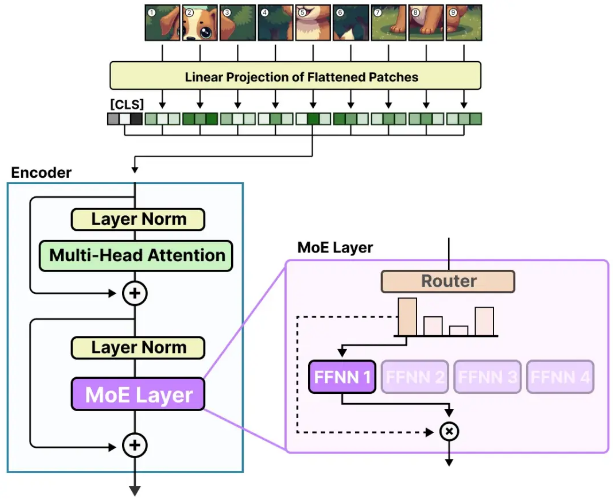 1 2 3 4 5 6 7 8 9
Linear Projection of Flattened Patches
[CLS]
Encoder
Layer Norm
Multi-Head Attention
+
Layer Norm
MoE Layer
+
MoE Layer
Router
FFNN 1 FFNN 2 FFNN 3 FFNN 4
×